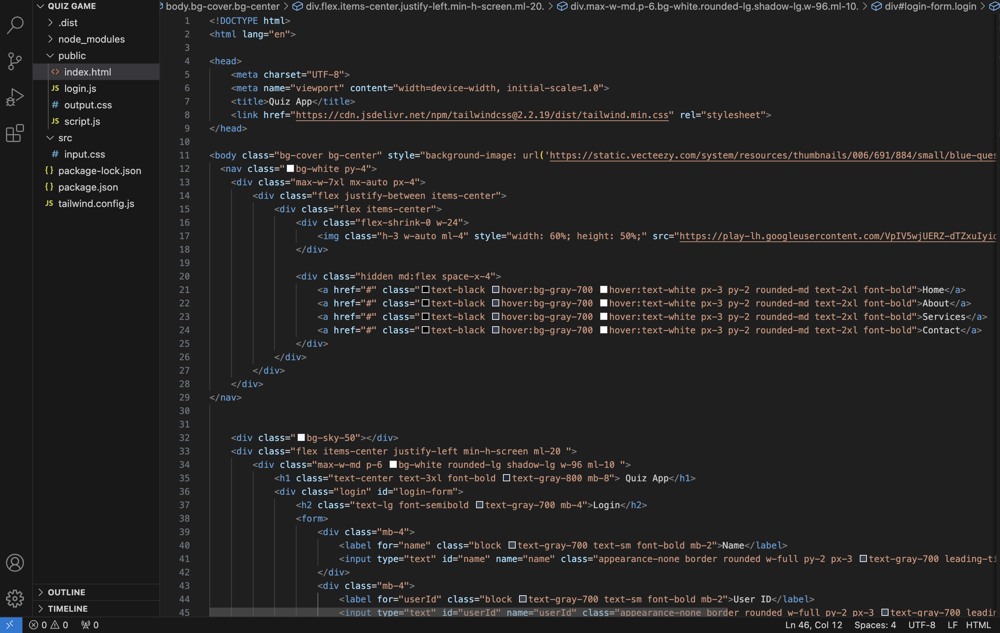 QUIZ GAME
.dist
node_modules
public
<> index.html
JS login.js
# output.css
JS script.js
src
# input.css
{} package-lock.json
{} package.json
JS tailwind.config.js
OUTLINE
TIMELINE
body.bg-cover.bg-center > div.flex.items-center.justify-left.min-h-screen.ml-20. > div.max-w-md.p-6.bg-white.rounded-lg.shadow-lg.w-96.ml-10. > div#login-form.login >
1 <!DOCTYPE html>
2 <html lang="en">
3
4 <head>
5 <meta charset="UTF-8">
6 <meta name="viewport" content="width=device-width, initial-scale=1.0">
7 <title>Quiz App</title>
8 <link href="https://cdn.jsdelivr.net/npm/tailwindcss@2.2.19/dist/tailwind.min.css" rel="stylesheet">
9 </head>
10
11 <body class="bg-cover bg-center" style="background-image: url('https://static.vecteezy.com/system/resources/thumbnails/006/691/884/small/blue-ques
12 <nav class="bg-white py-4">
13 <div class="max-w-7xl mx-auto px-4">
14 <div class="flex justify-between items-center">
15 <div class="flex items-center">
16 <div class="flex-shrink-0 w-24">
17 <img class="h-3 w-auto ml-4" style="width: 60%; height: 50%;" src="https://play-lh.googleusercontent.com/
18 </div>
19
20 <div class="hidden md:flex space-x-4">
21 <a href="#" class="text-black hover:bg-gray-700 hover:text-white px-3 py-2 rounded-md text-2xl font-bold">Home</a>
22 <a href="#" class="text-black hover:bg-gray-700 hover:text-white px-3 py-2 rounded-md text-2xl font-bold">About</a>
23 <a href="#" class="text-black hover:bg-gray-700 hover:text-white px-3 py-2 rounded-md text-2xl font-bold">Services</a>
24 <a href="#" class="text-black hover:bg-gray-700 hover:text-white px-3 py-2 rounded-md text-2xl font-bold">Contact</a>
25 </div>
26 </div>
27 </div>
28 </div>
29 </nav>
30
31
32 <div class="bg-sky-50"></div>
33 <div class="flex items-center justify-left min-h-screen ml-20 ">
34 <div class="max-w-md p-6 bg-white rounded-lg shadow-lg w-96 ml-10 ">
35 <h1 class="text-center text-3xl font-bold text-gray-800 mb-8"> Quiz App</h1>
36 <div class="login" id="login-form">
37 <h2 class="text-lg font-semibold text-gray-700 mb-4">Login</h2>
38 <form>
39 <div class="mb-4">
40 <label for="name" class="block text-gray-700 text-sm font-bold mb-2">Name</label>
41 <input type="text" id="name" name="name" class="appearance-none border rounded w-full py-2 px-3 text-gray-700 leading-ti
42 </div>
43 <div class="mb-4">
44 <label for="userId" class="block text-gray-700 text-sm font-bold mb-2">User ID</label>
45 <input type="text" id="userId" name="userId" class="appearance-none border rounded w-full py-2 px-3 text-gray-700 leadin
0 0 0 Ln 46, Col 12 Spaces: 4 UTF-8 LF HTML